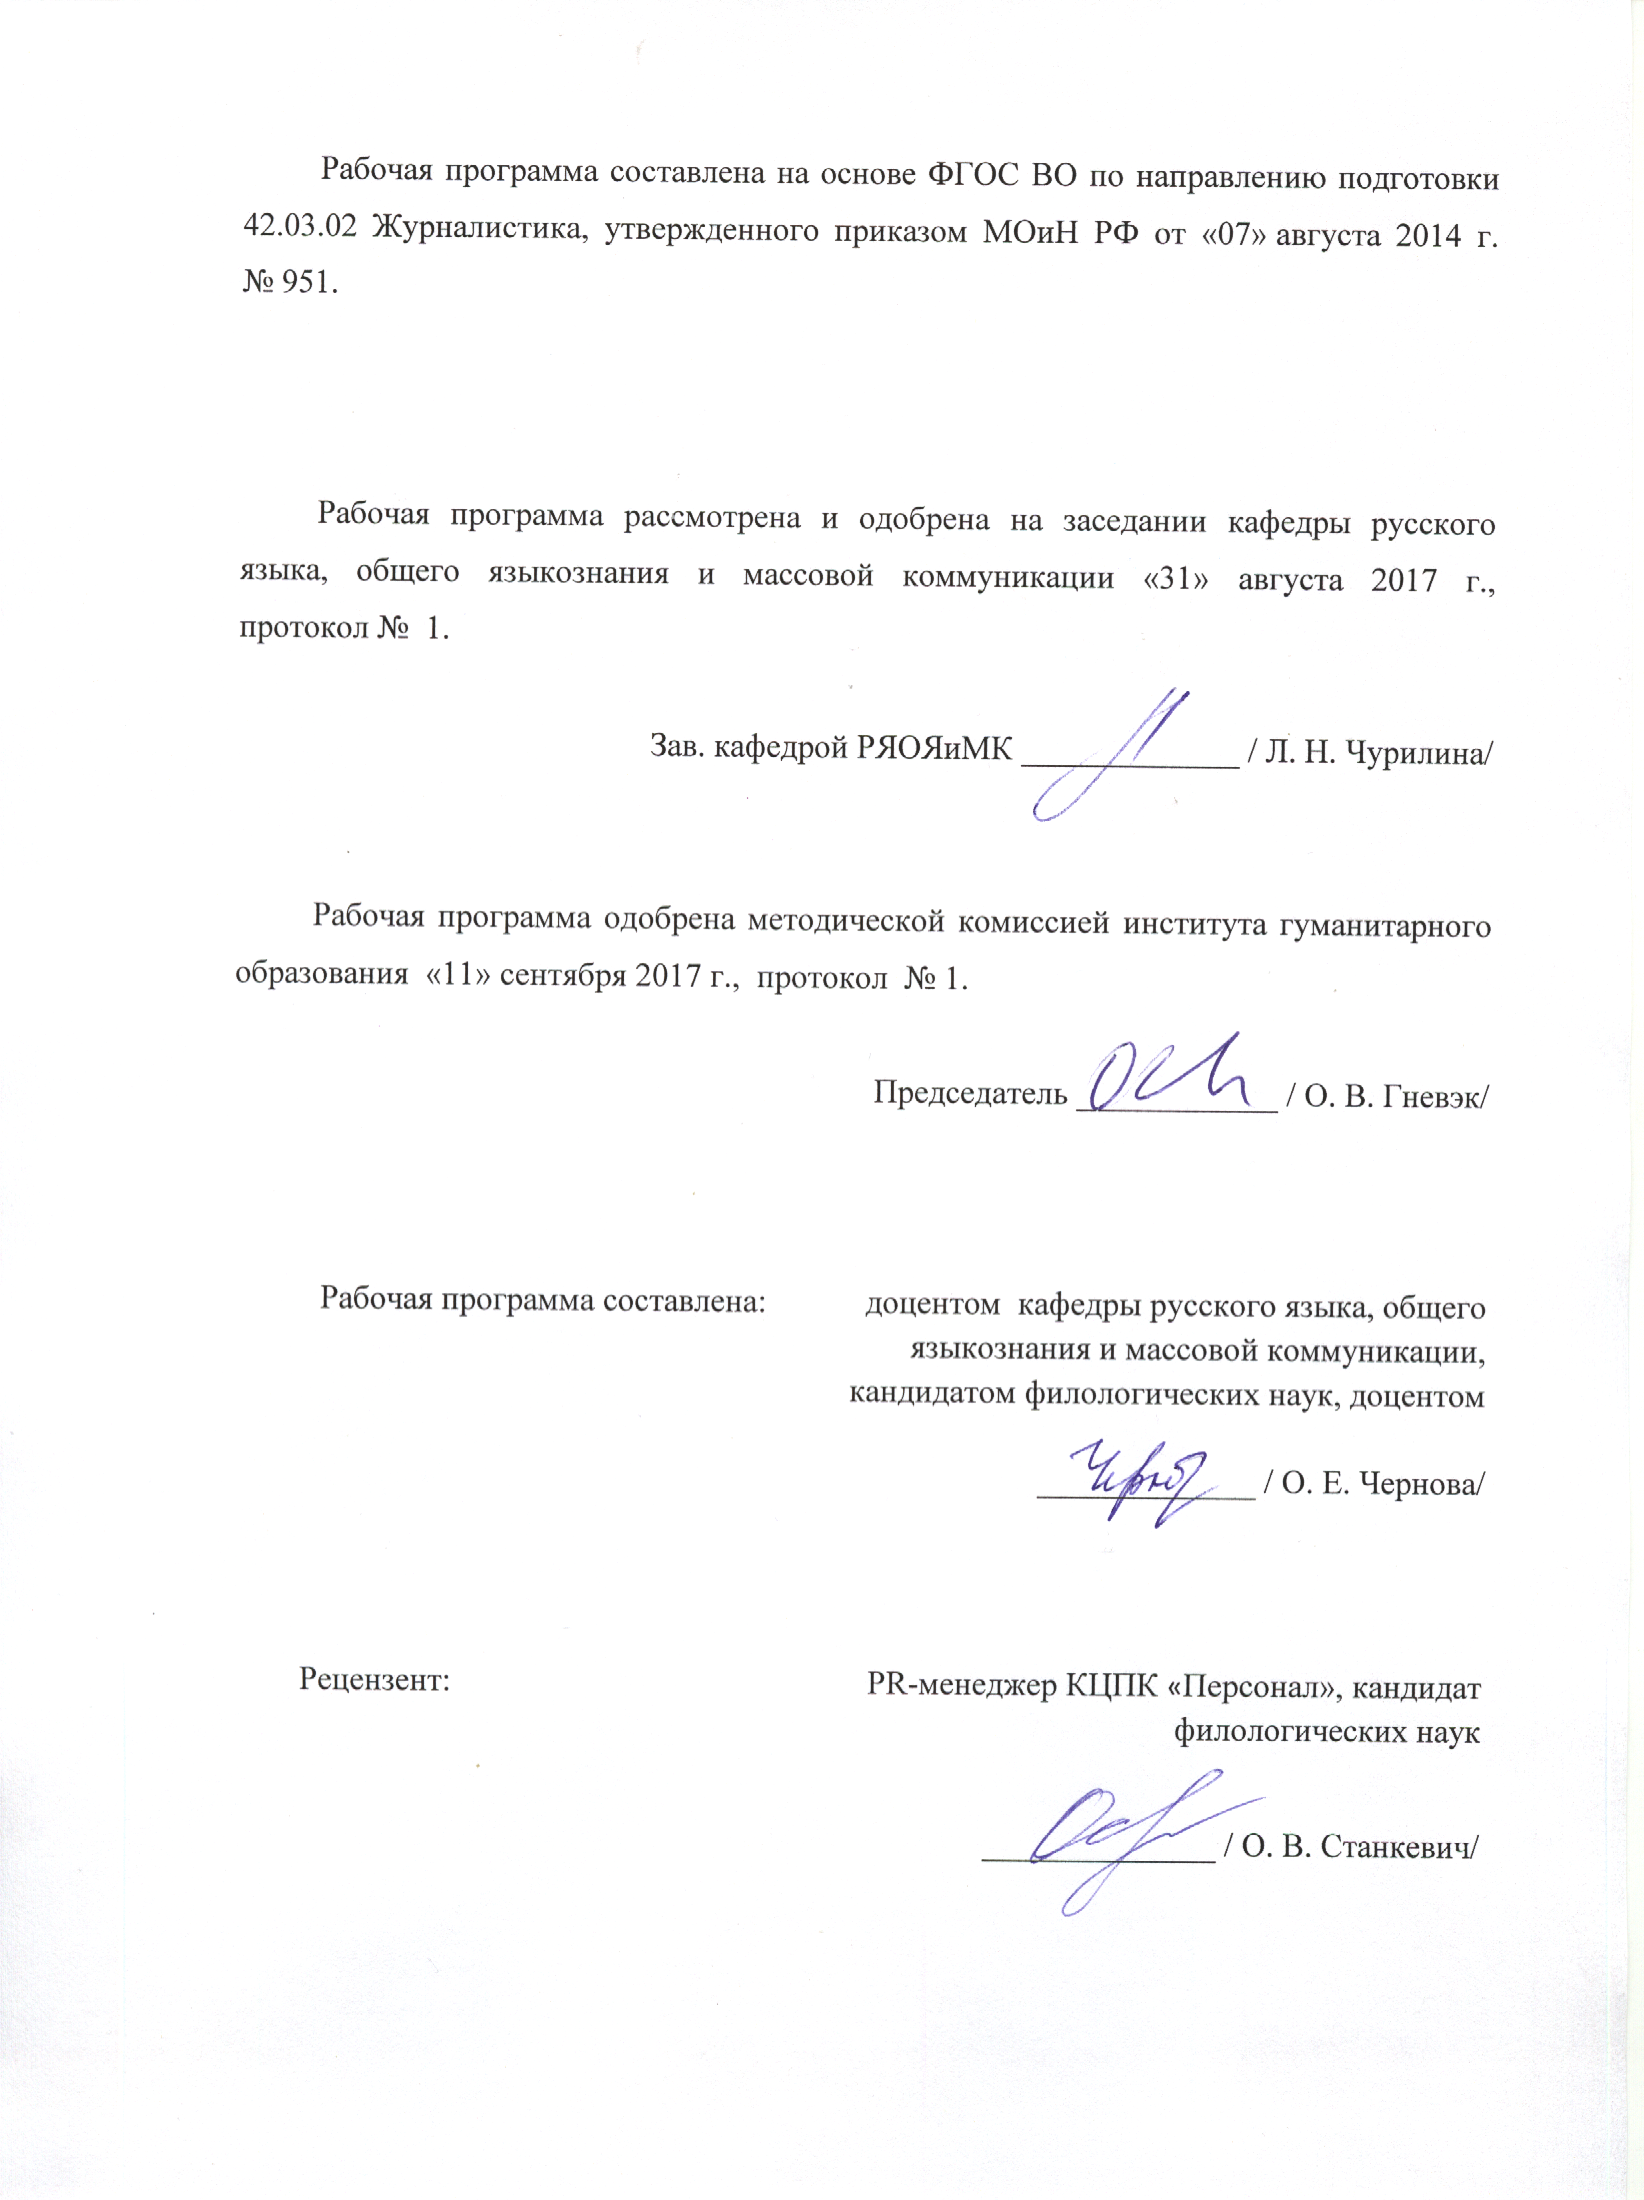 Рабочая программа составлена на основе ФГОС ВО по направлению подготовки
42.03.02 Журналистика, утвержденного приказом МОиН РФ от «07» августа 2014 г.
№ 951.
Рабочая программа рассмотрена и одобрена на заседании кафедры русского
языка, общего языкознания и массовой коммуникации «31» августа 2017 г.,
протокол № 1.
Зав. кафедрой РЯОЯиМК _____________ / Л. Н. Чурилина/
Рабочая программа одобрена методической комиссией института гуманитарного
образования «11» сентября 2017 г., протокол № 1.
Председатель ____________ / О. В. Гневэк/
Рабочая программа составлена: доцентом кафедры русского языка, общего
языкознания и массовой коммуникации,
кандидатом филологических наук, доцентом
_____________ / О. Е. Чернова/
Рецензент: PR-менеджер КЦПК «Персонал», кандидат
филологических наук
______________ / О. В. Станкевич/